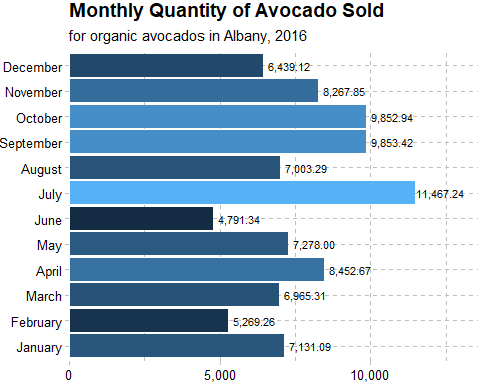 Monthly Quantity of Avocado Sold
for organic avocados in Albany, 2016
December 6,439.12
November 8,267.85
October 9,852.94
September 9,853.42
August 7,003.29
July 11,467.24
June 4,791.34
May 7,278.00
April 8,452.67
March 6,965.31
February 5,269.26
January 7,131.09
0 5,000 10,000